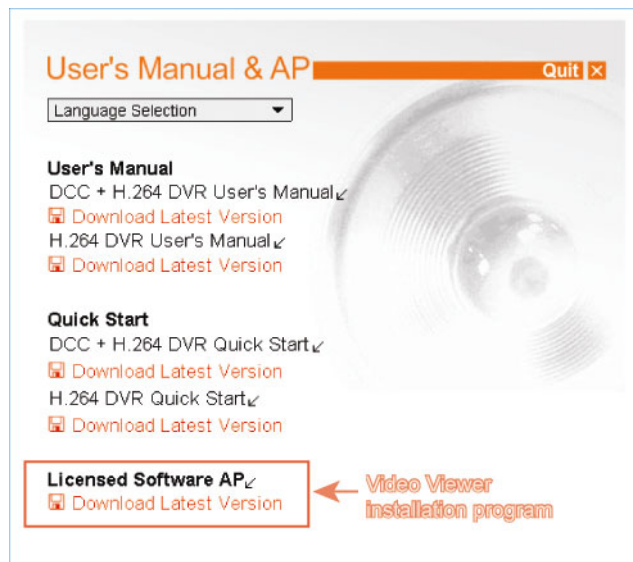 User's Manual & AP
Quit
Language Selection
User's Manual
DCC + H.264 DVR User's Manual
Download Latest Version
H.264 DVR User's Manual
Download Latest Version
Quick Start
DCC + H.264 DVR Quick Start
Download Latest Version
H.264 DVR Quick Start
Download Latest Version
Licensed Software AP
Download Latest Version
Video Viewer
installation program